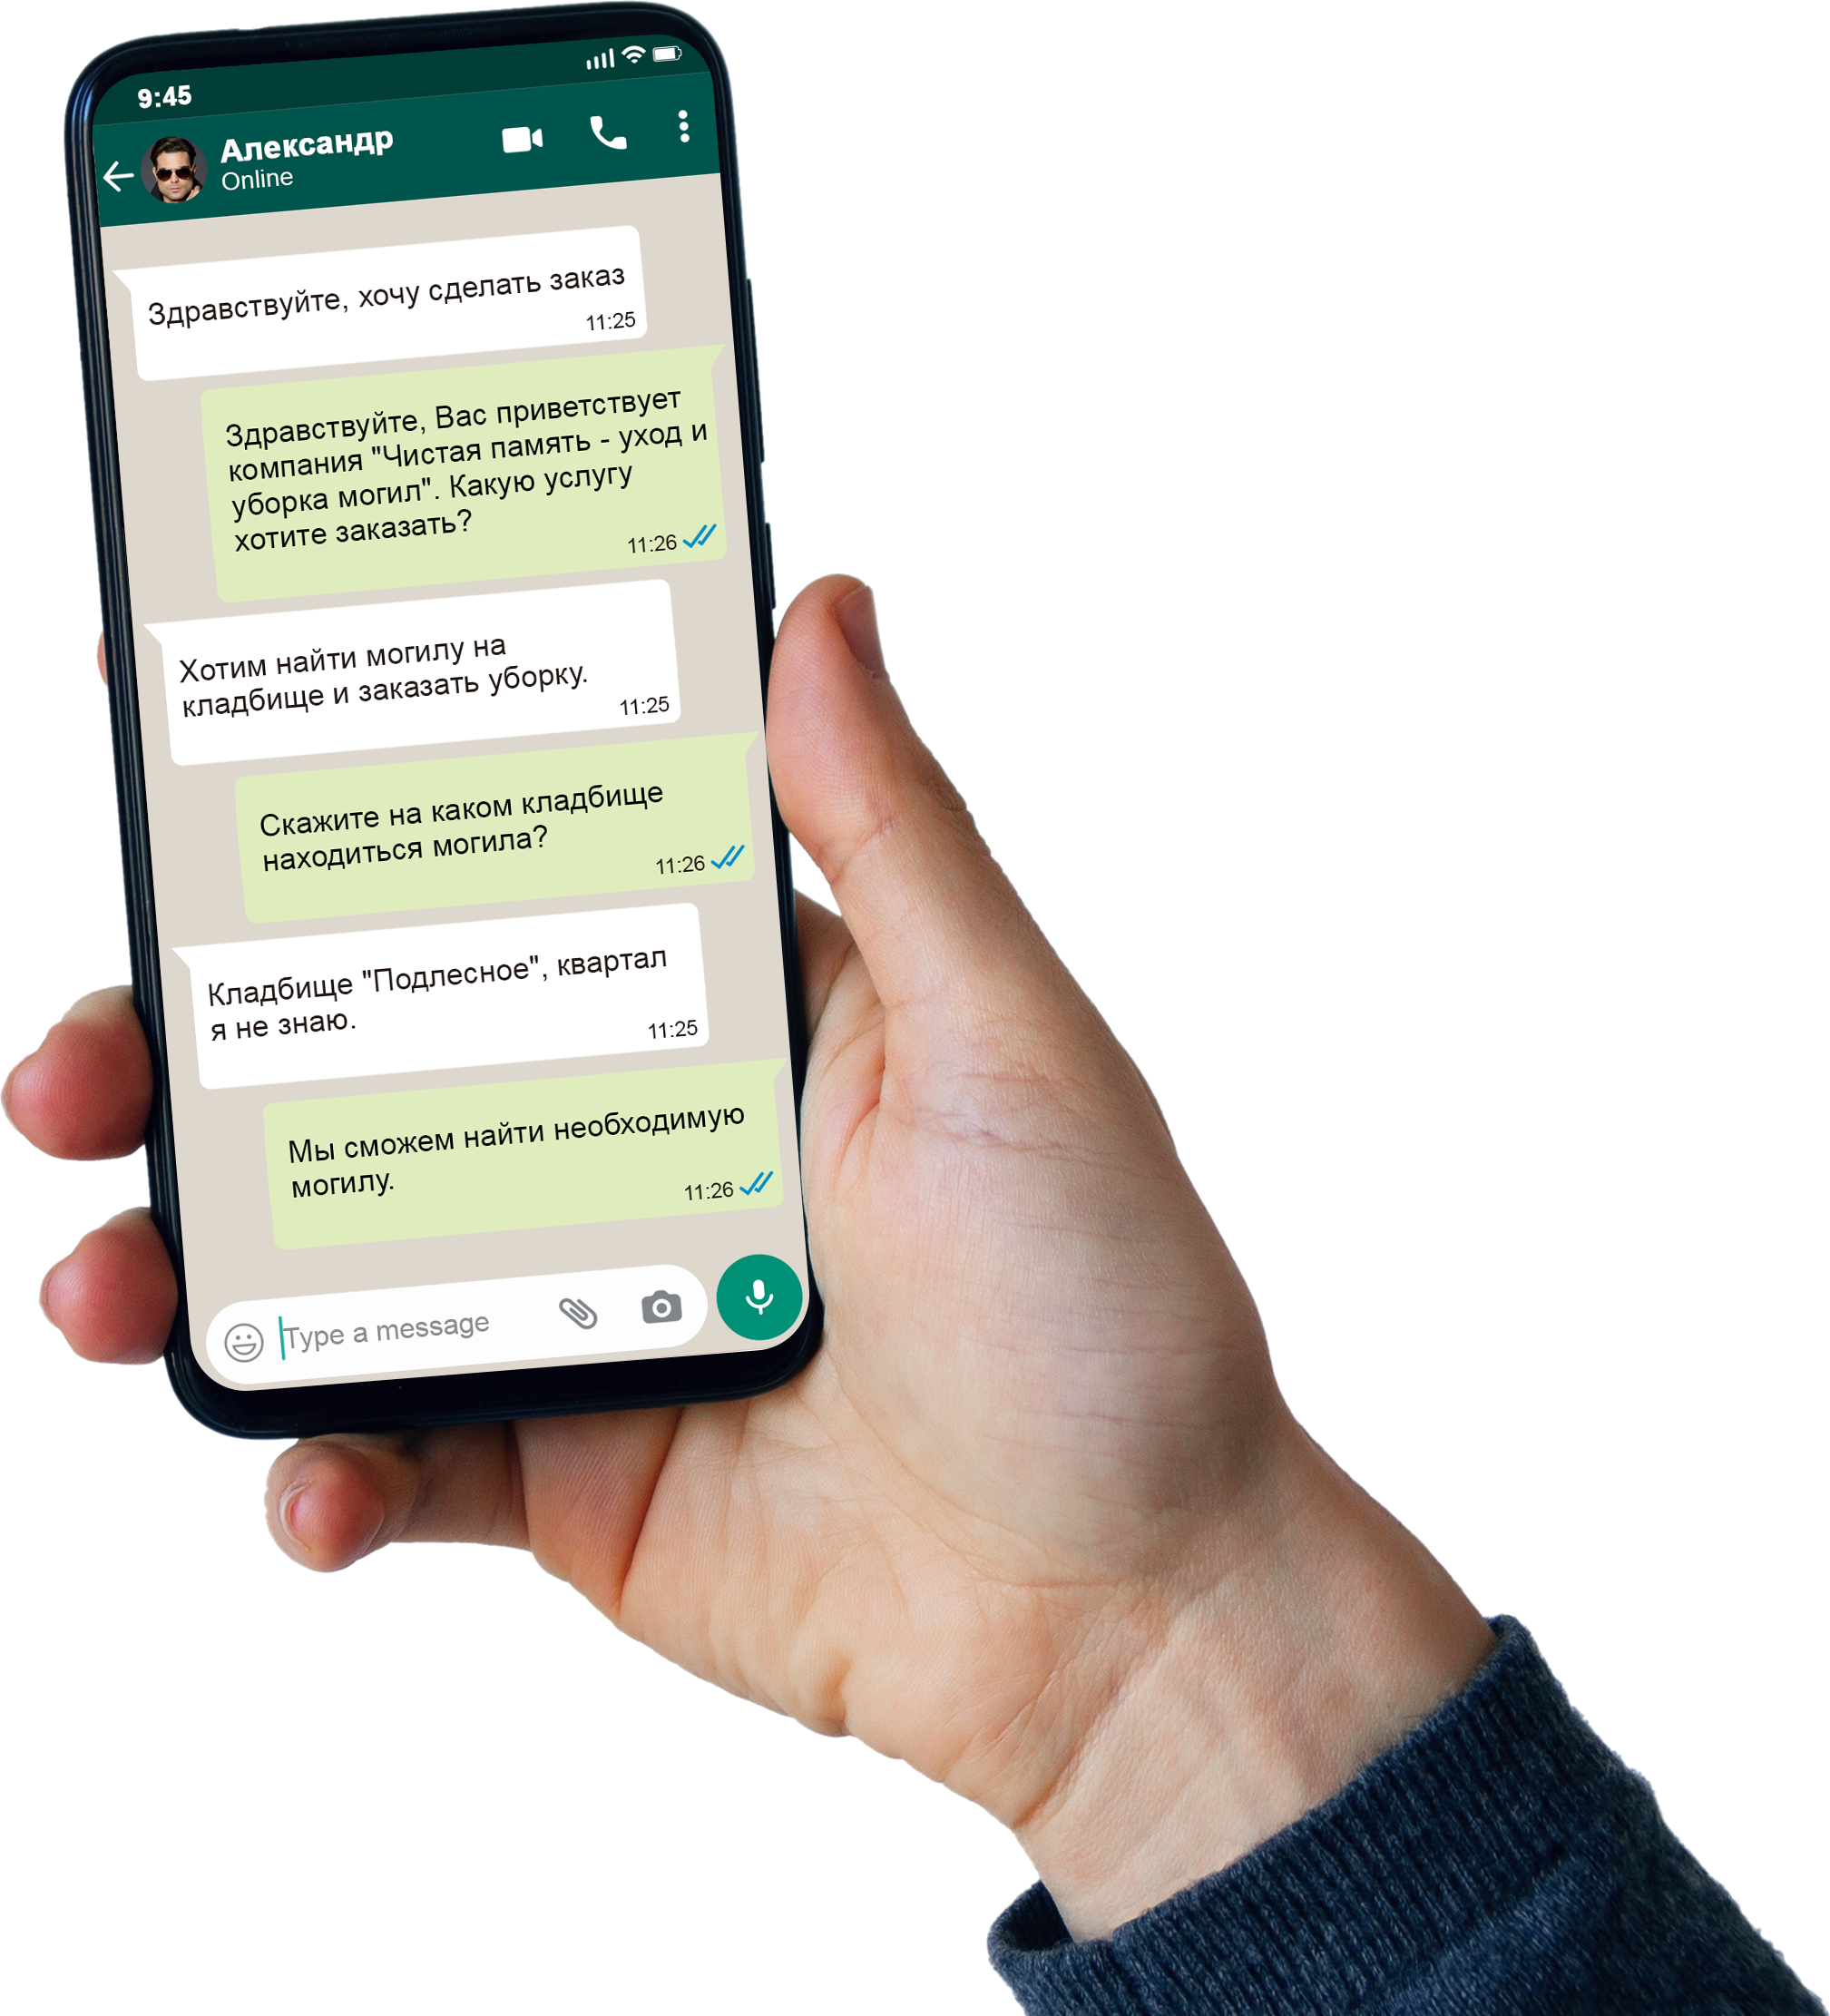 9:45
Александр
Online
Здравствуйте, хочу сделать заказ
11:25
Здравствуйте, Вас приветствует
компания "Чистая память - уход и
уборка могил". Какую услугу
хотите заказать?
11:26
Хотим найти могилу на
кладбище и заказать уборку.
11:25
Скажите на каком кладбище
находиться могила?
11:26
Кладбище "Подлесное", квартал
я не знаю.
11:25
Мы сможем найти необходимую
могилу.
11:26
Type a message